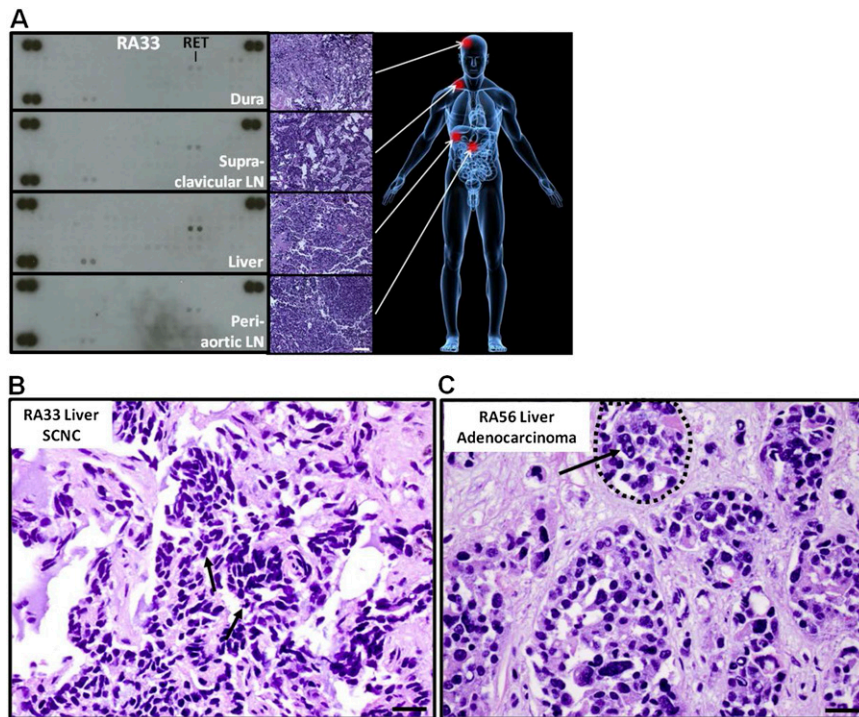 A
RA33
RET
Dura
Supra-
clavicular LN
Liver
Peri-
aortic LN
B
RA33 Liver
SCNC
C
RA56 Liver
Adenocarcinoma